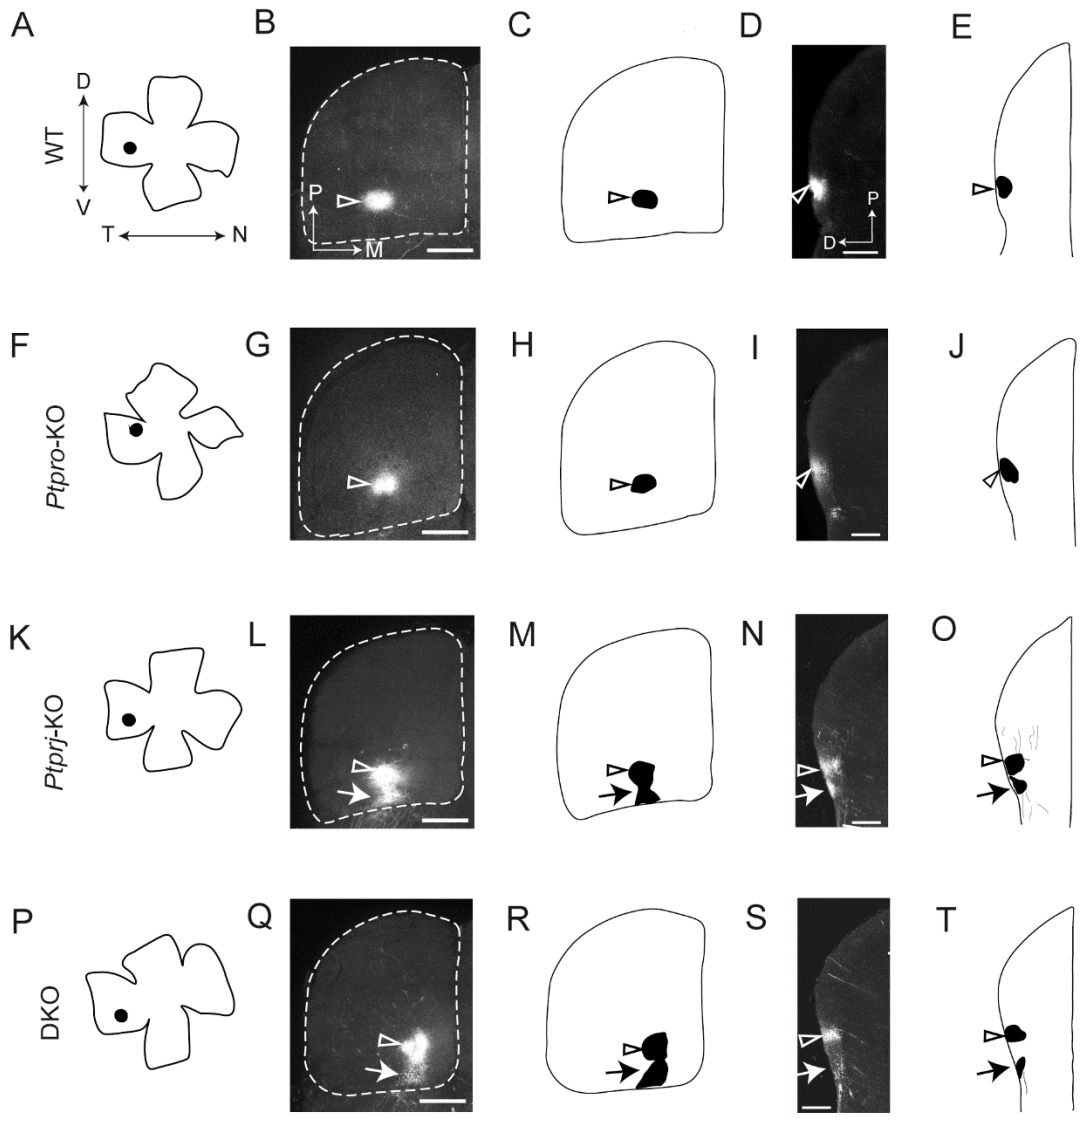 A B C D E
D
WT
V
T N
P
M
P
D
F G H I J
Ptpro-KO
K L M N O
Ptprj-KO
P Q R S T
DKO